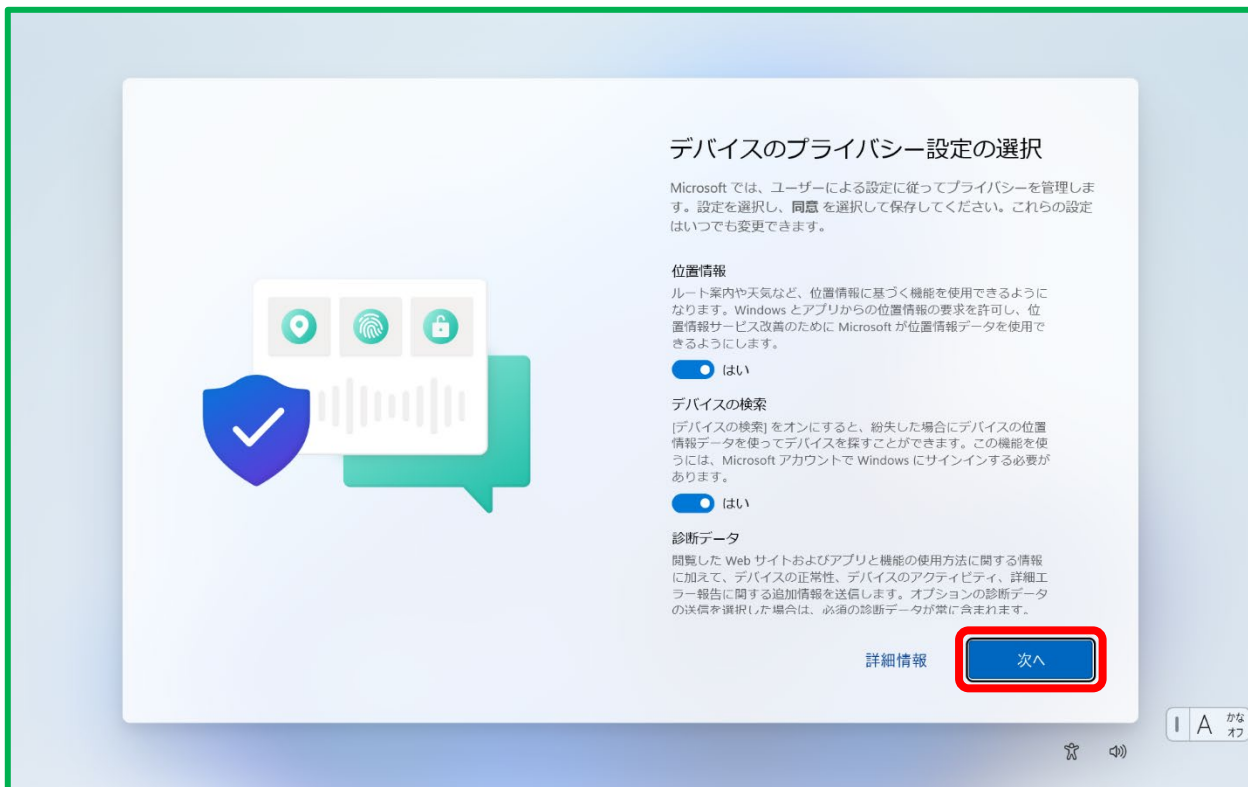 デバイスのプライバシー設定の選択
Microsoft では、ユーザーによる設定に従ってプライバシーを管理しま
す。設定を選択し、同意 を選択して保存してください。これらの設定
はいつでも変更できます。
位置情報
ルート案内や天気など、位置情報に基づく機能を使用できるように
なります。Windows とアプリからの位置情報の要求を許可し、位
置情報サービス改善のために Microsoft が位置情報データを使用で
きるようにします。
はい
デバイスの検索
[デバイスの検索] をオンにすると、紛失した場合にデバイスの位置
情報データを使ってデバイスを探すことができます。この機能を使
うには、Microsoft アカウントで Windows にサインインする必要が
あります。
はい
診断データ
閲覧した Web サイトおよびアプリと機能の使用方法に関する情報
に加えて、デバイスの正常性、デバイスのアクティビティ、詳細エ
ラー報告に関する追加情報を送信します。オプションの診断データ
の送信を選択した場合は、必須の診断データが常に含まれます。
詳細情報
次へ
A かな
オフ